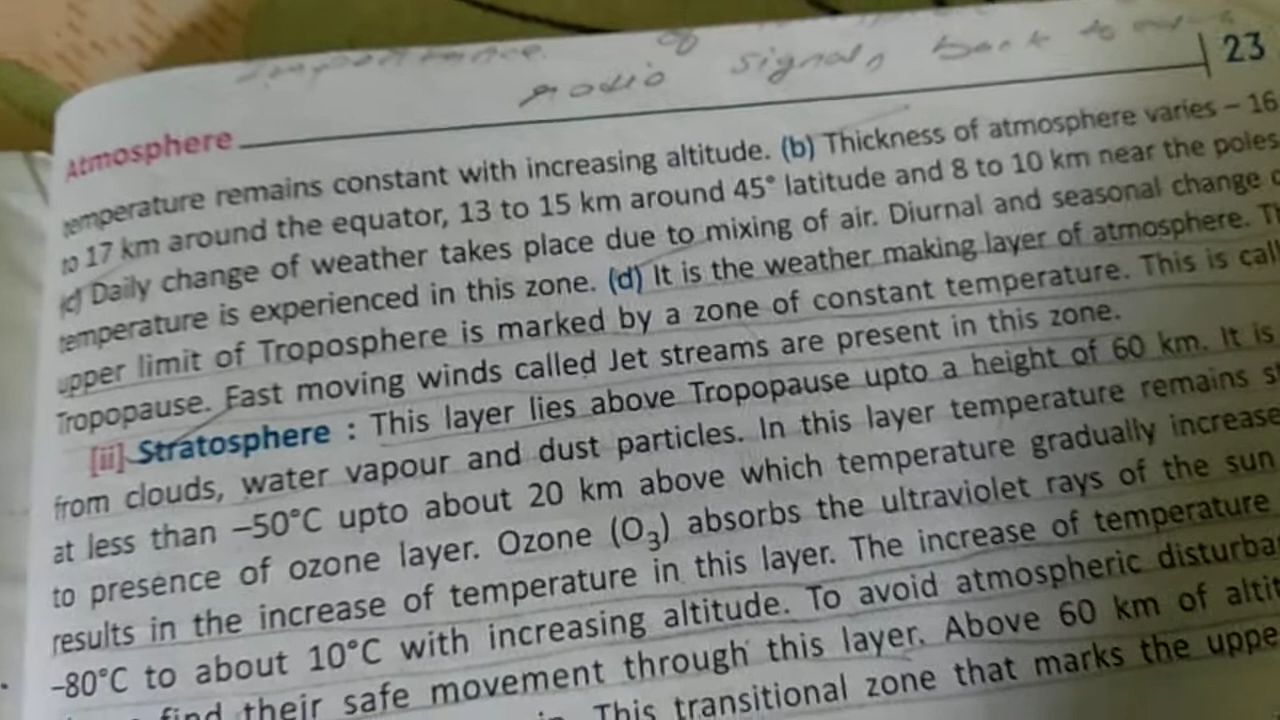 radio signals back to
Atmosphere 23
temperature remains constant with increasing altitude. (b) Thickness of atmosphere varies – 16
to 17 km around the equator, 13 to 15 km around 45° latitude and 8 to 10 km near the poles
(c) Daily change of weather takes place due to mixing of air. Diurnal and seasonal change
temperature is experienced in this zone. (d) It is the weather making layer of atmosphere.
upper limit of Troposphere is marked by a zone of constant temperature. This is
Tropopause. Fast moving winds called Jet streams are present in this zone.
[ii] Stratosphere : This layer lies above Tropopause upto a height of 60 km. It is
from clouds, water vapour and dust particles. In this layer temperature remains
at less than –50°C upto about 20 km above which temperature gradually increase
to presence of ozone layer. Ozone (O₃) absorbs the ultraviolet rays of the sun
results in the increase of temperature in this layer. The increase of temperature
–80°C to about 10°C with increasing altitude. To avoid atmospheric
find their safe movement through this layer. Above 60 km of
This transitional zone that marks the